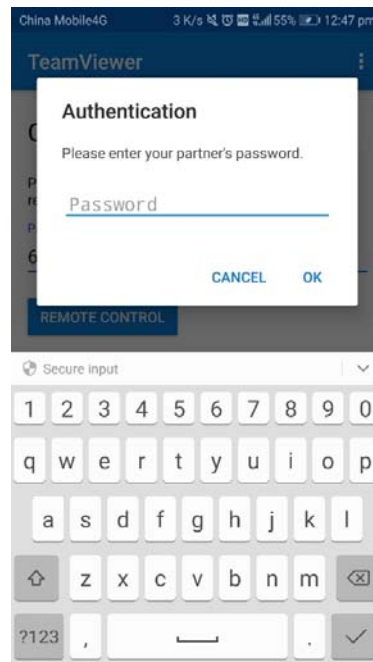 China Mobile4G 3 K/s 55% 12:47 pm
TeamViewer
Authentication
Please enter your partner's password.
Password
CANCEL OK
6
REMOTE CONTROL
Secure input
1 2 3 4 5 6 7 8 9 0
q w e r t y u i o p
a s d f g h j k l
z x c v b n m
?123 , .